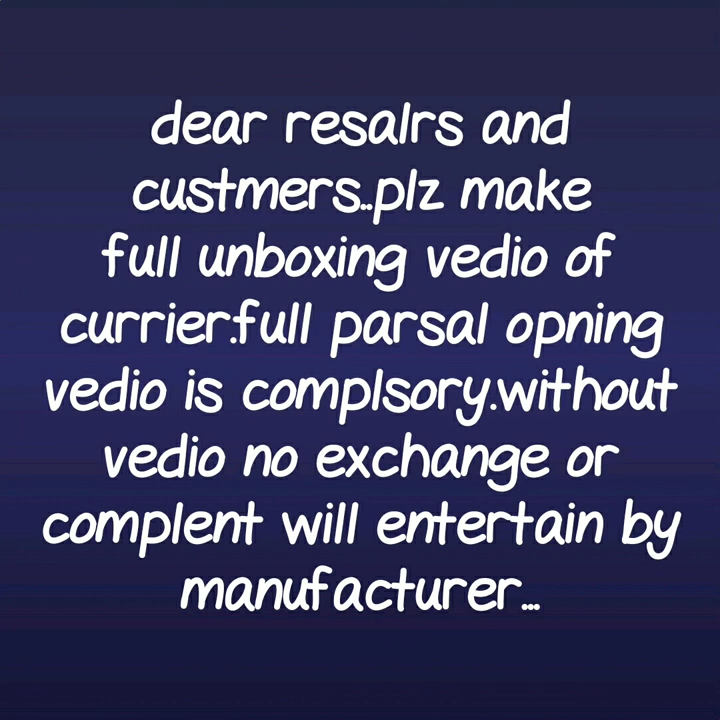 dear resalrs and
custmers..plz make
full unboxing vedio of
currier.full parsal opning
vedio is complsory.without
vedio no exchange or
complent will entertain by
manufacturer...